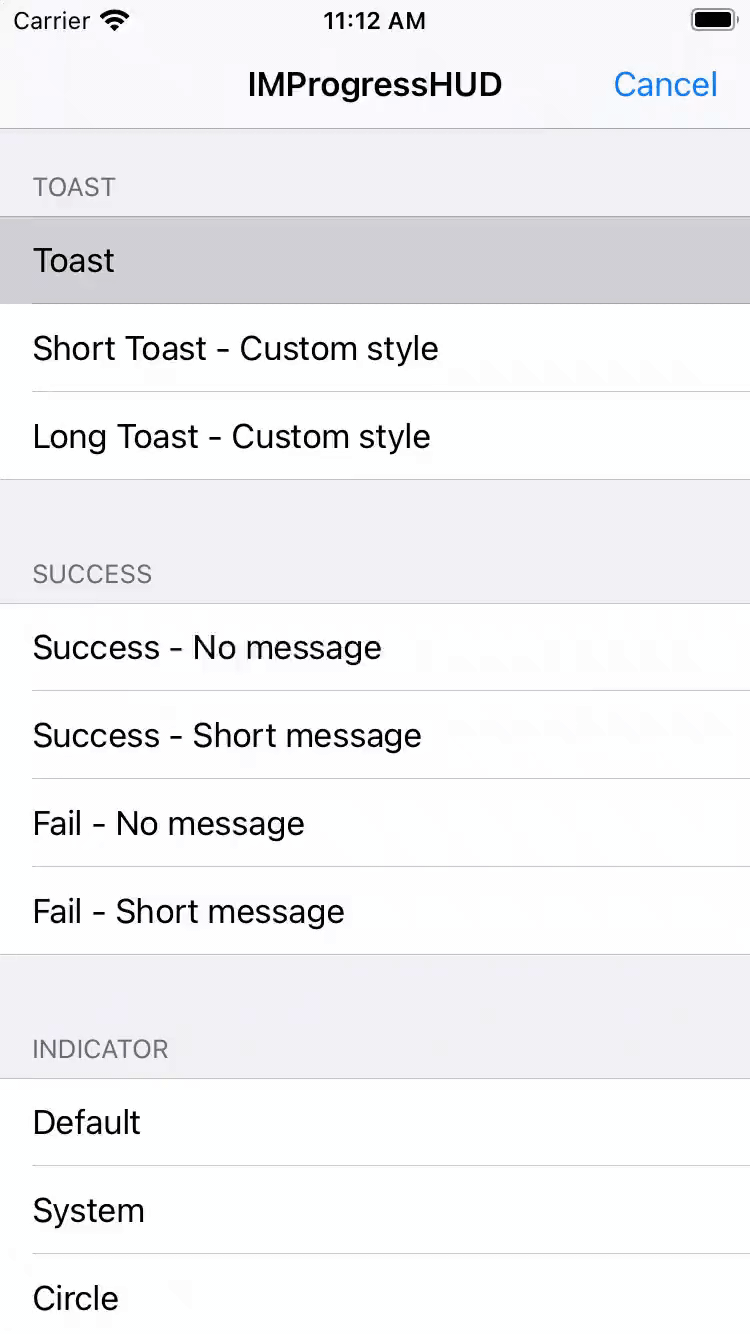 Carrier 11:12 AM
IMProgressHUD Cancel
TOAST
Toast
Short Toast - Custom style
Long Toast - Custom style
SUCCESS
Success - No message
Success - Short message
Fail - No message
Fail - Short message
INDICATOR
Default
System
Circle